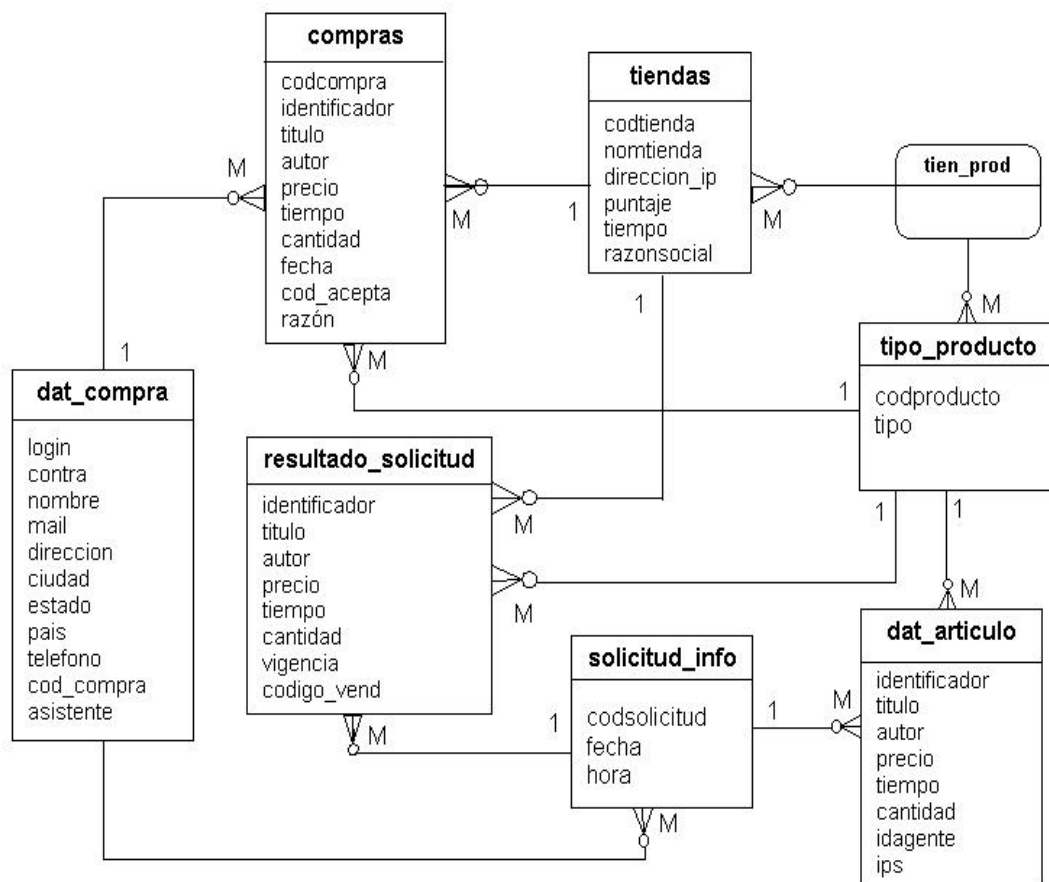 compras
codcompra
identificador
titulo
autor
precio
tiempo
cantidad
fecha
cod_acepta
razón
tiendas
codtienda
nomtienda
direccion_ip
puntaje
tiempo
razonsocial
tien_prod
tipo_producto
codproducto
tipo
dat_compra
login
contra
nombre
mail
direccion
ciudad
estado
pais
telefono
cod_compra
asistente
resultado_solicitud
identificador
titulo
autor
precio
tiempo
cantidad
vigencia
codigo_vend
solicitud_info
codsolicitud
fecha
hora
dat_articulo
identificador
titulo
autor
precio
tiempo
cantidad
idagente
ips
M
1
M
1
M
M
M
1
1
M
1
M
1
M
M
1
1
M
M